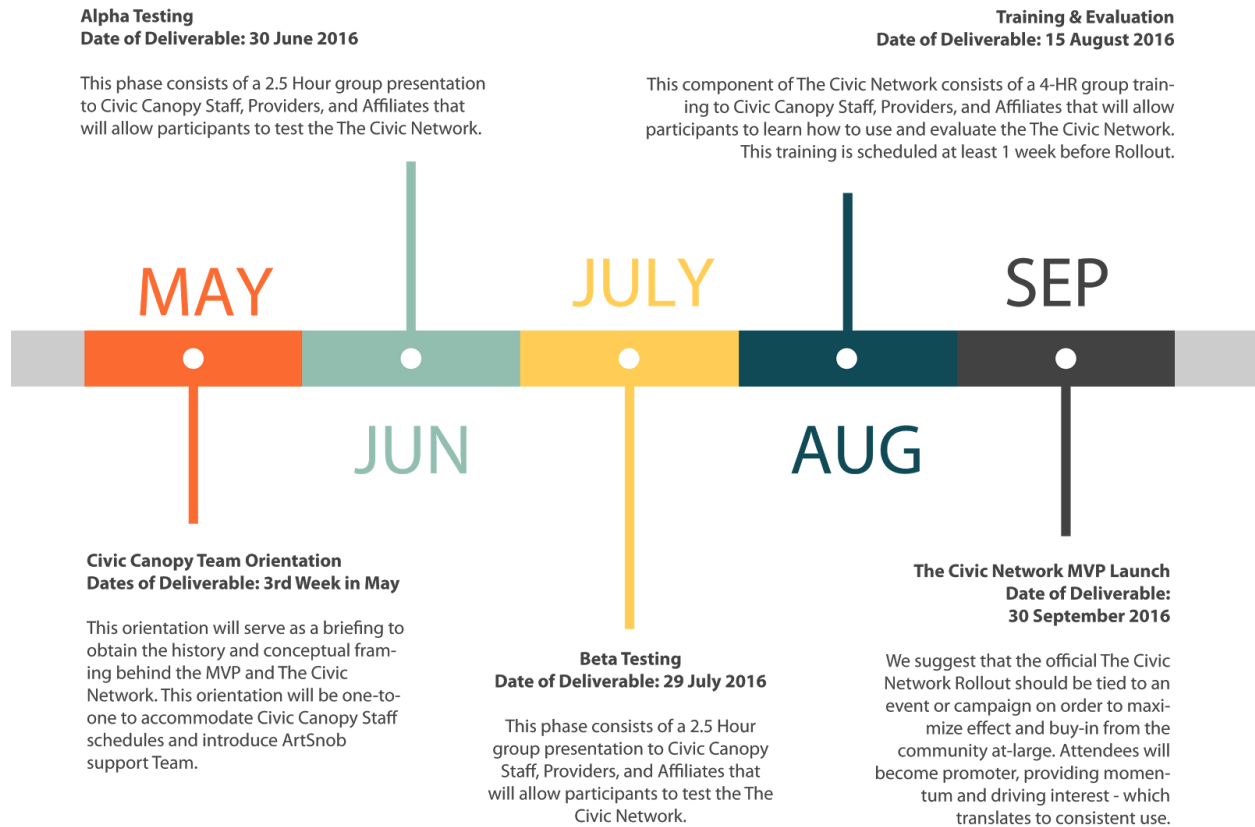 Alpha Testing
Date of Deliverable: 30 June 2016
This phase consists of a 2.5 Hour group presentation
to Civic Canopy Staff, Providers, and Affiliates that
will allow participants to test the The Civic Network.
Training & Evaluation
Date of Deliverable: 15 August 2016
This component of The Civic Network consists of a 4-HR group train-
ing to Civic Canopy Staff, Providers, and Affiliates that will allow
participants to learn how to use and evaluate the The Civic Network.
This training is scheduled at least 1 week before Rollout.
MAY
JUN
JULY
AUG
SEP
Civic Canopy Team Orientation
Dates of Deliverable: 3rd Week in May
This orientation will serve as a briefing to
obtain the history and conceptual fram-
ing behind the MVP and The Civic
Network. This orientation will be one-to-
one to accommodate Civic Canopy Staff
schedules and introduce ArtSnob
support Team.
Beta Testing
Date of Deliverable: 29 July 2016
This phase consists of a 2.5 Hour
group presentation to Civic Canopy
Staff, Providers, and Affiliates that
will allow participants to test the The
Civic Network.
The Civic Network MVP Launch
Date of Deliverable:
30 September 2016
We suggest that the official The Civic
Network Rollout should be tied to an
event or campaign on order to maxi-
mize effect and buy-in from the
community at-large. Attendees will
become promoter, providing momen-
tum and driving interest - which
translates to consistent use.